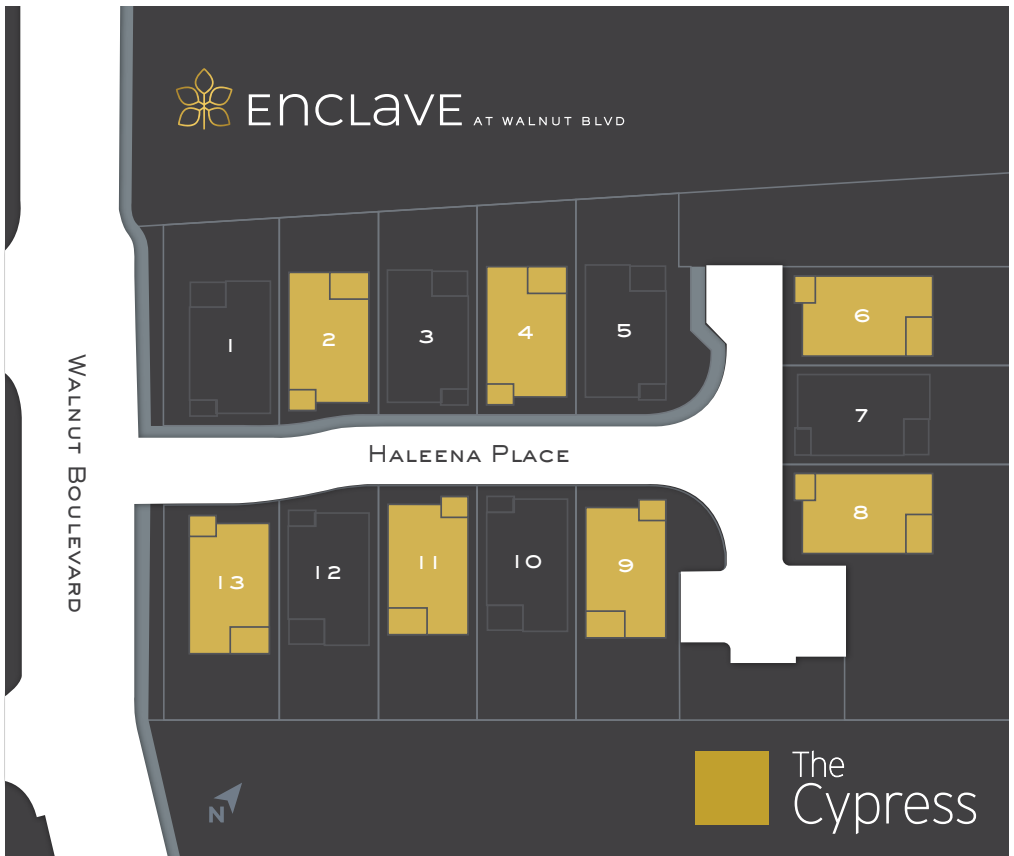 ENCLAVE AT WALNUT BLVD
1
2
3
4
5
6
7
8
WALNUT BOULEVARD
HALEENA PLACE
13
12
11
10
9
N
The
Cypress